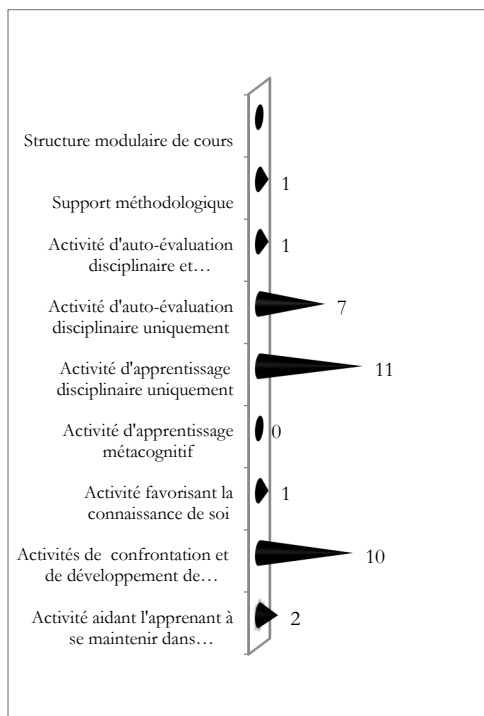 Structure modulaire de cours
1
Support méthodologique
1
Activité d'auto-évaluation
disciplinaire et…
7
Activité d'auto-évaluation
disciplinaire uniquement
11
Activité d'apprentissage
disciplinaire uniquement
0
Activité d'apprentissage
métacognitif
1
Activité favorisant la
connaissance de soi
10
Activités de confrontation et
de développement de…
2
Activité aidant l'apprenant à
se maintenir dans…